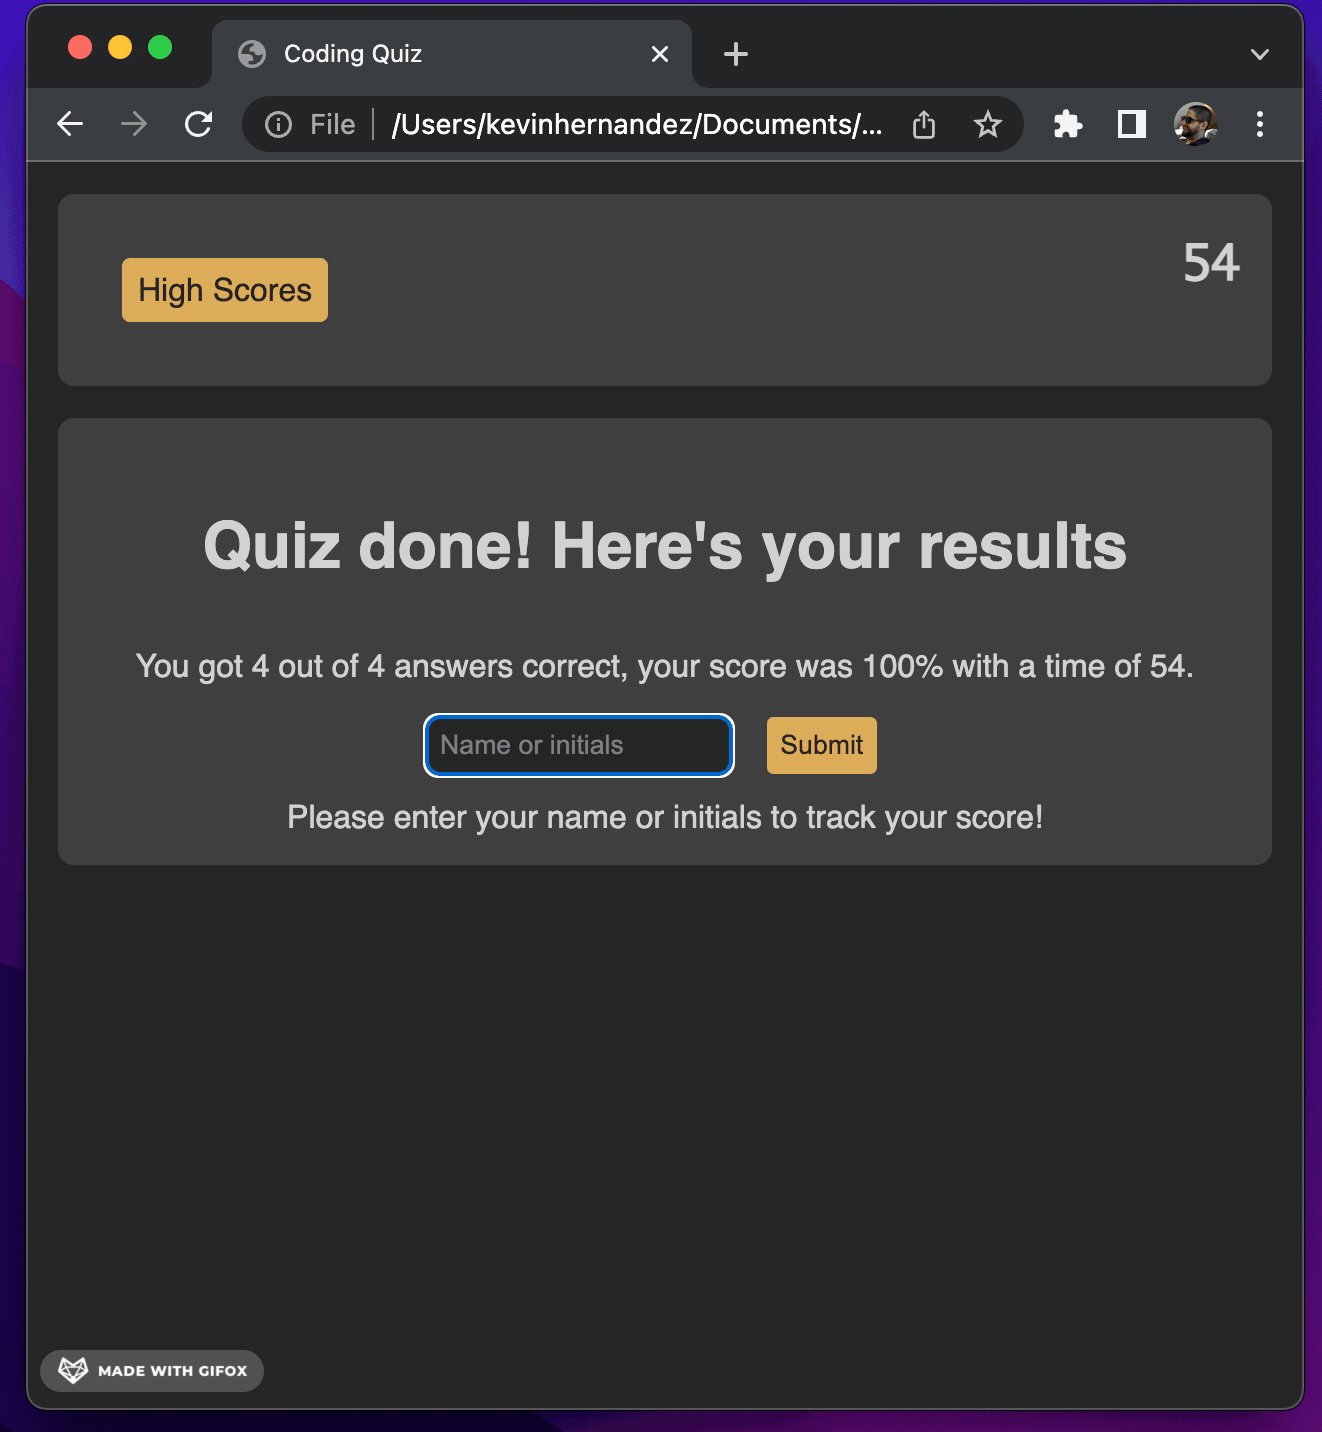 Coding Quiz
File | /Users/kevinhernandez/Documents/...
High Scores
54
Quiz done! Here's your results
You got 4 out of 4 answers correct, your score was 100% with a time of 54.
Name or initials
Submit
Please enter your name or initials to track your score!
MADE WITH GIFOX